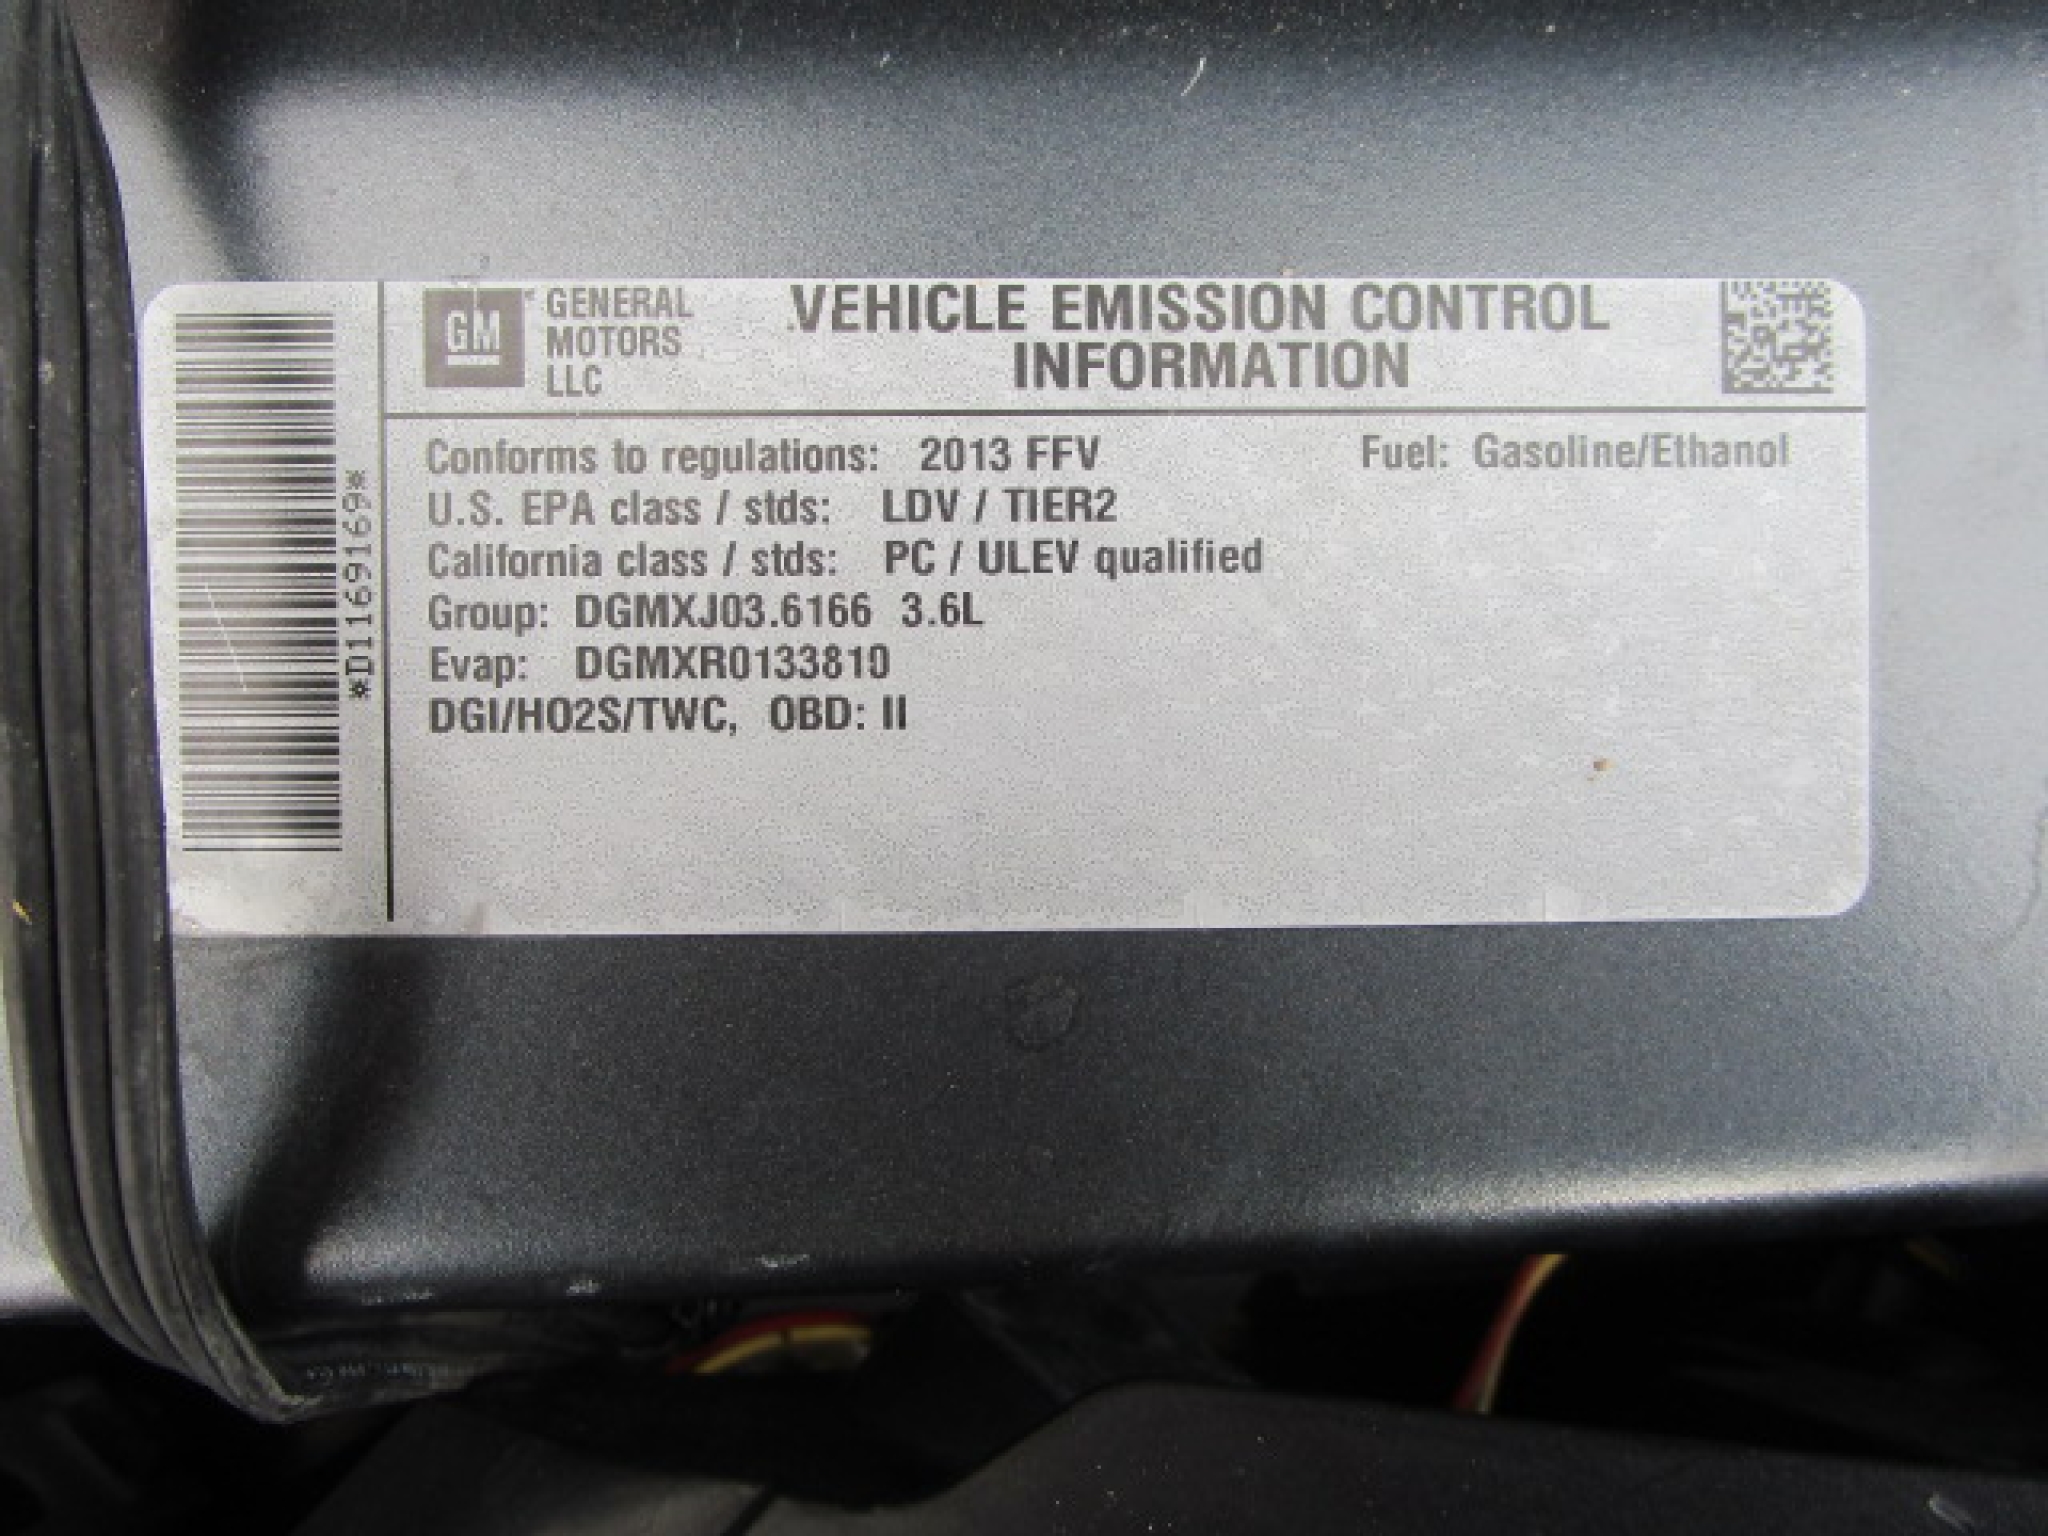 *D1169169*
GM
GENERAL
MOTORS
LLC
VEHICLE EMISSION CONTROL
INFORMATION
Conforms to regulations: 2013 FFV Fuel: Gasoline/Ethanol
U.S. EPA class / stds: LDV / TIER2
California class / stds: PC / ULEV qualified
Group: DGMXJ03.6166 3.6L
Evap: DGMXR0133810
DGI/HO2S/TWC, OBD: II